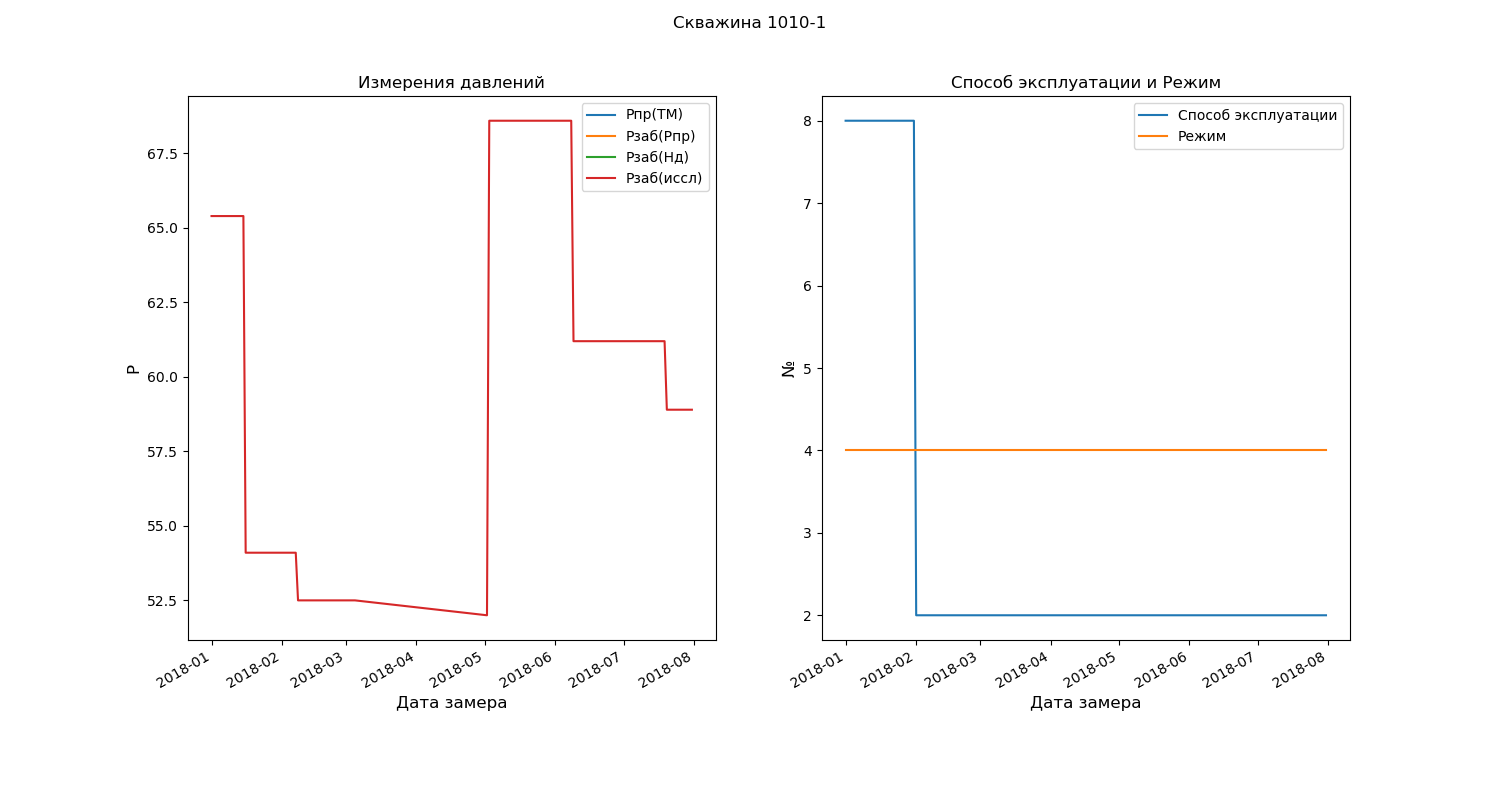 Скважина 1010-1
Измерения давлений
Рпр(ТМ)
Рзаб(Рпр)
Рзаб(Нд)
Рзаб(иссл)
67.5
65.0
62.5
60.0
57.5
55.0
52.5
Р
2018-01
2018-02
2018-03
2018-04
2018-05
2018-06
2018-07
2018-08
Дата замера
Способ эксплуатации и Режим
Способ эксплуатации
Режим
8
7
6
5
4
3
2
№
2018-01
2018-02
2018-03
2018-04
2018-05
2018-06
2018-07
2018-08
Дата замера